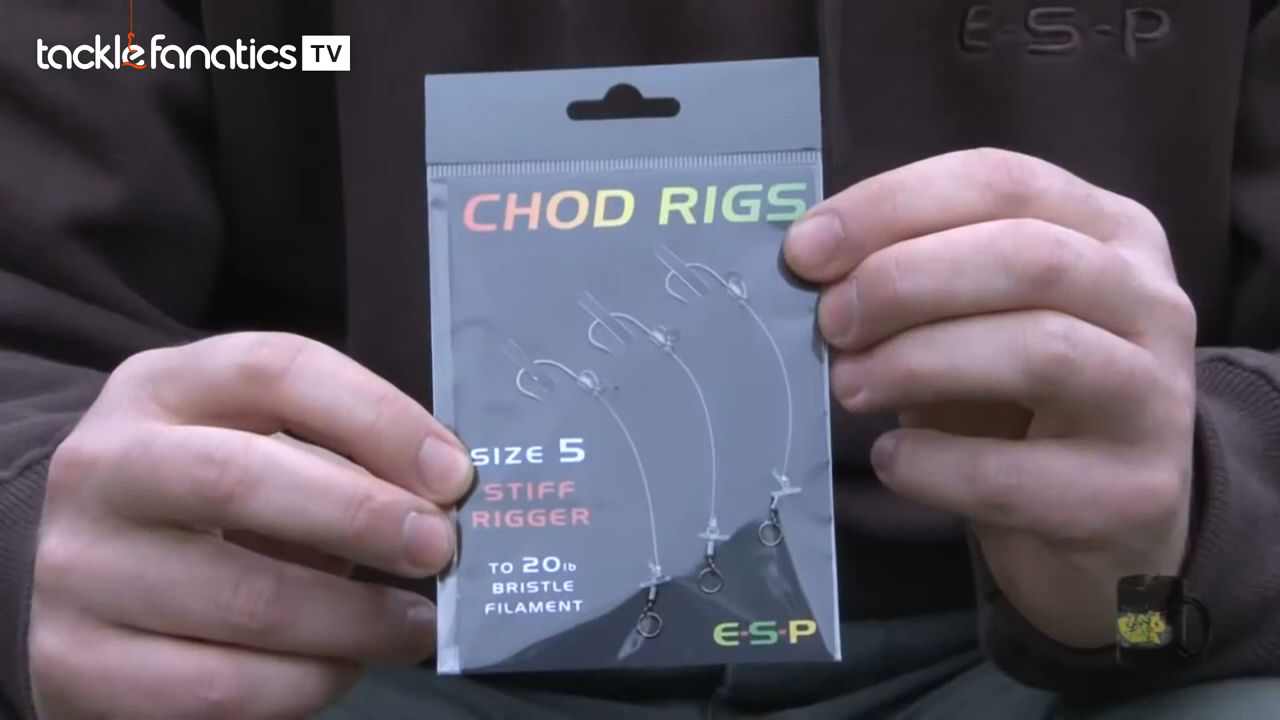 tacklefanatics TV
E-S-P
CHOD RIGS
SIZE 5
STIFF
RIGGER
TO 20lb
BRISTLE
FILAMENT
E-S-P